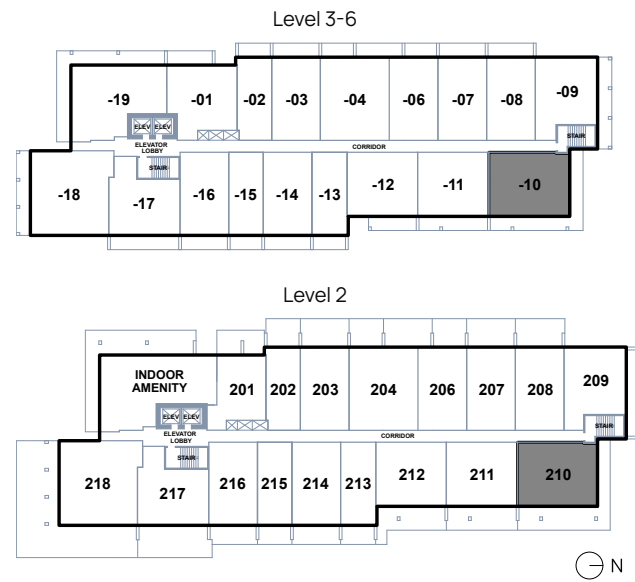 Level 3-6
-19
-01
-02
-03
-04
-06
-07
-08
-09
ELEV ELEV
ELEVATOR
LOBBY
STAIR
CORRIDOR
STAIR
-18
-17
-16
-15
-14
-13
-12
-11
-10
Level 2
INDOOR
AMENITY
201
202
203
204
206
207
208
209
ELEV ELEV
ELEVATOR
LOBBY
STAIR
CORRIDOR
STAIR
218
217
216
215
214
213
212
211
210
N